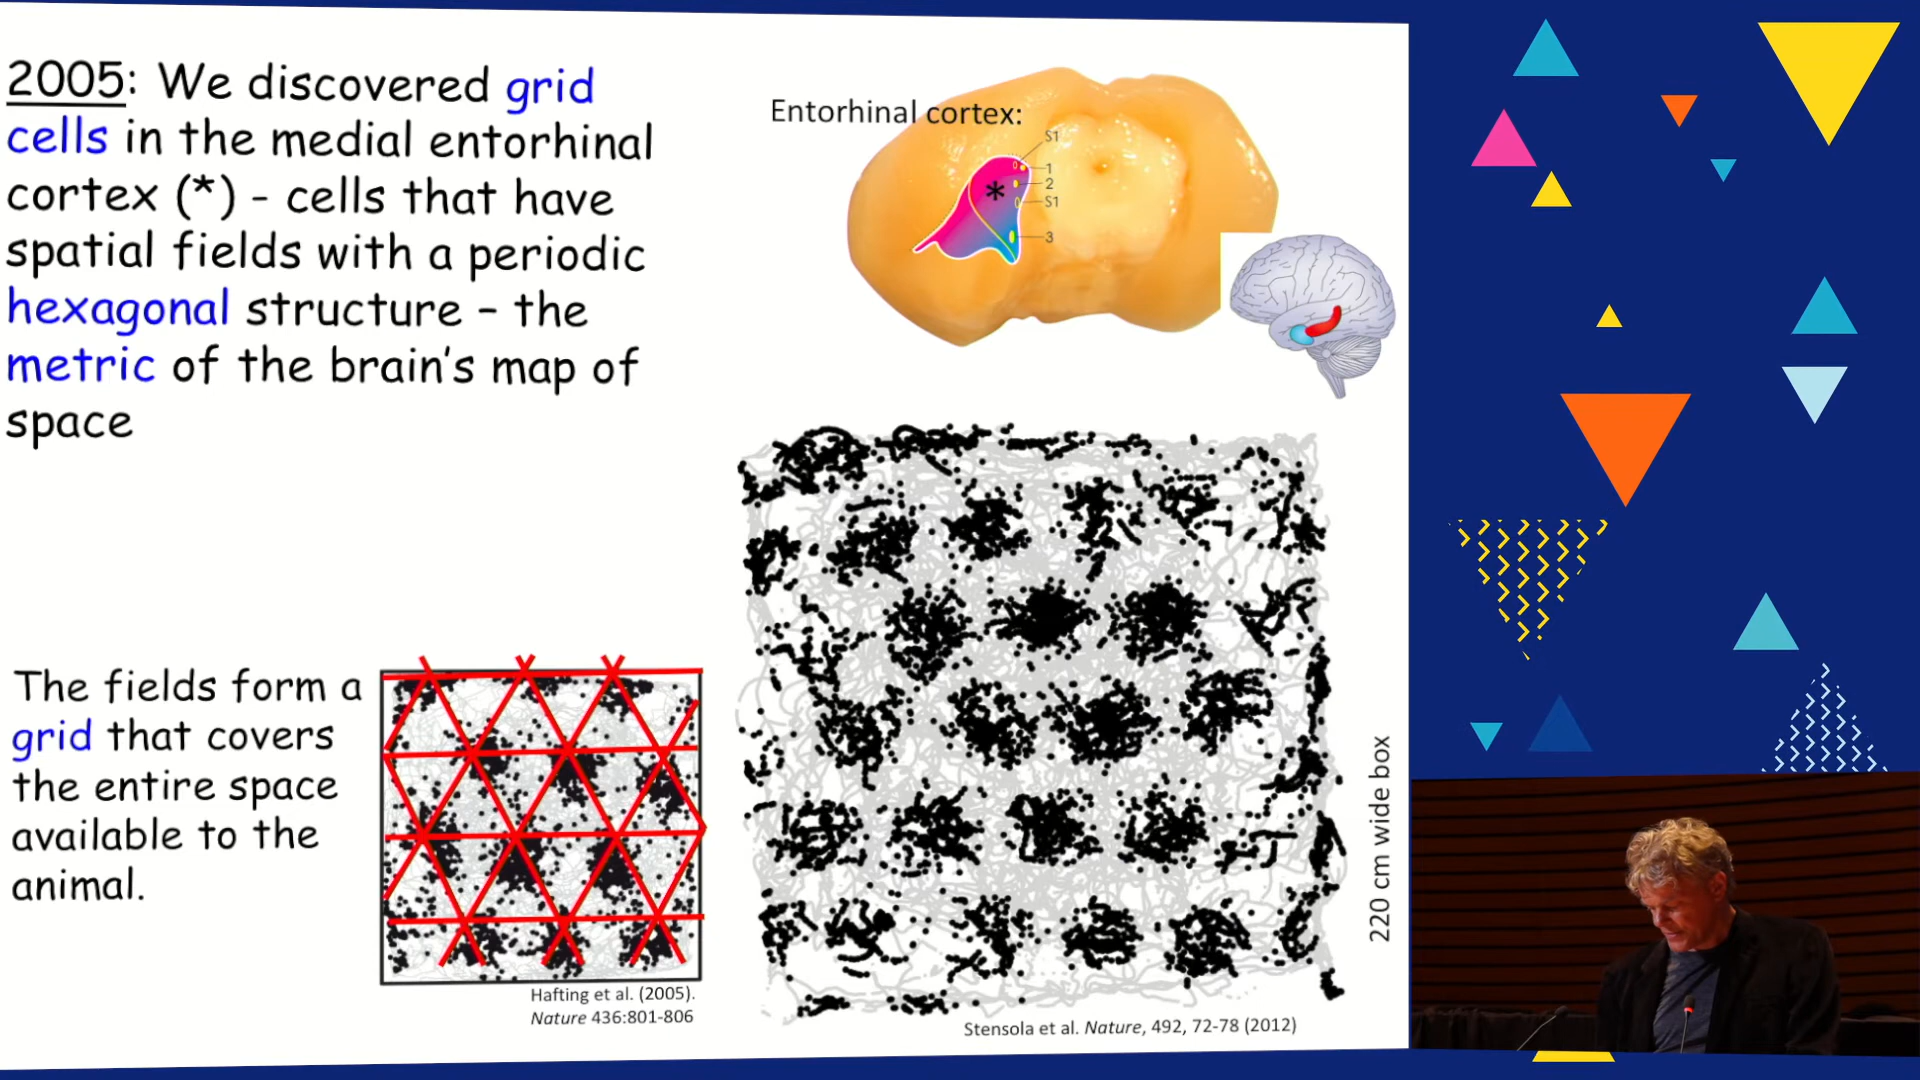 2005: We discovered grid
cells in the medial entorhinal
cortex (*) - cells that have
spatial fields with a periodic
hexagonal structure – the
metric of the brain's map of
space
Entorhinal cortex:
S1
1
2
S1
3
*
The fields form a
grid that covers
the entire space
available to the
animal.
Hafting et al. (2005).
Nature 436:801-806
220 cm wide box
Stensola et al. Nature, 492, 72-78 (2012)